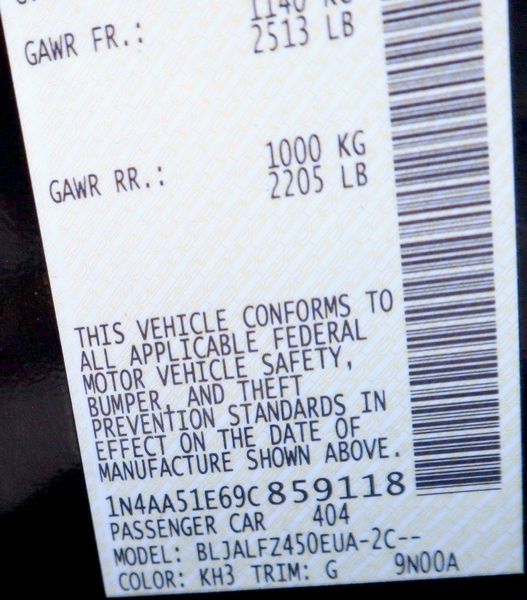 1140 KG
GAWR FR.: 2513 LB
1000 KG
GAWR RR.: 2205 LB
THIS VEHICLE CONFORMS TO
ALL APPLICABLE FEDERAL
MOTOR VEHICLE SAFETY,
BUMPER, AND THEFT
PREVENTION STANDARDS IN
EFFECT ON THE DATE OF
MANUFACTURE SHOWN ABOVE.
1N4AA51E69C859118
PASSENGER CAR 404
MODEL: BLJALFZ450EUA-2C--
COLOR: KH3 TRIM: G 9N00A